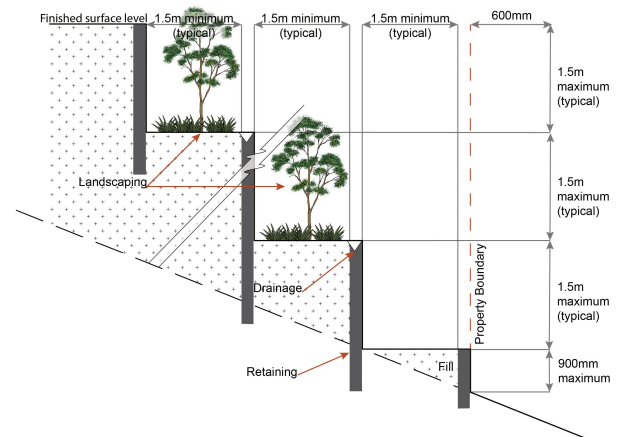 Finished surface level
1.5m minimum
(typical)
1.5m minimum
(typical)
1.5m minimum
(typical)
600mm
1.5m
maximum
(typical)
Landscaping
1.5m
maximum
(typical)
Drainage
Property Boundary
1.5m
maximum
(typical)
Retaining
Fill
900mm
maximum